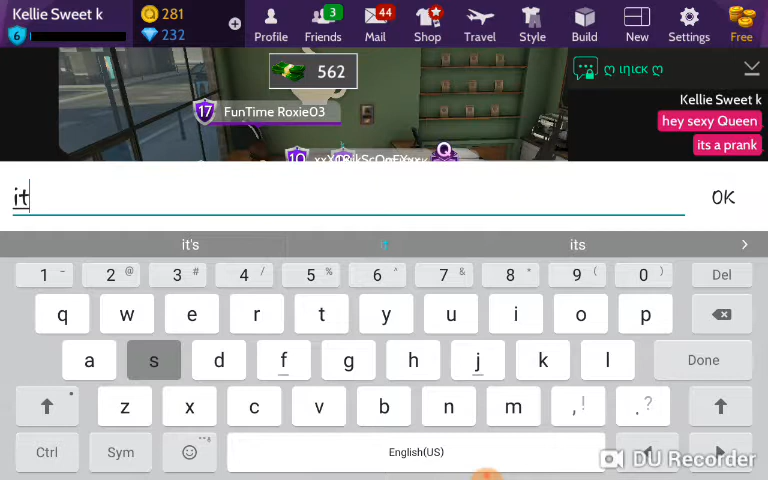 Kellie Sweet k
6
281
232
Profile
3
Friends
44
Mail
Shop
Travel
Style
Build
New
Settings
Free
562
17 FunTime Roxie03
10
Q
Kellie Sweet k
hey sexy Queen
its a prank
it
OK
it's it its
1 - 2 @ 3 # 4 / 5 % 6 ^ 7 & 8 * 9 ( 0 ) Del
q w e r t y u i o p
a s d f g h j k l Done
z x c v b n m , ! . ?
Ctrl Sym English(US)
DU Recorder